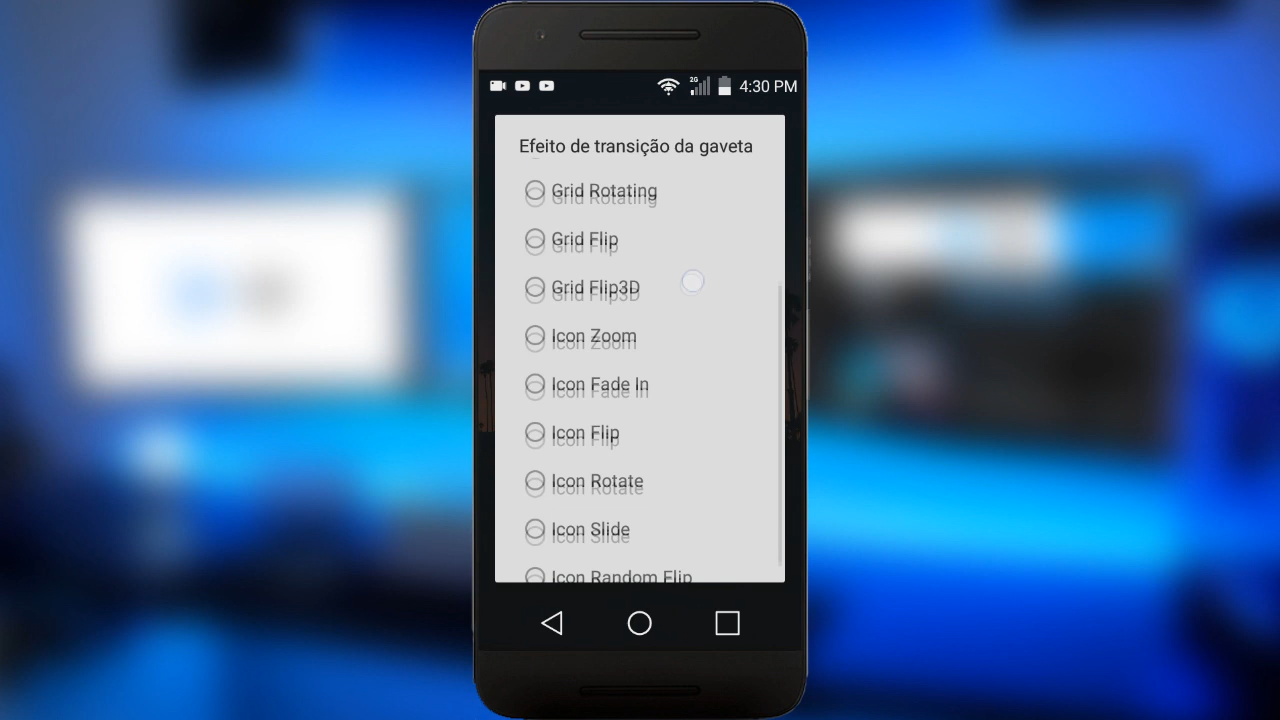 2G
4:30 PM
Efeito de transição da gaveta
Grid Rotating
Grid Flip
Grid Flip3D
Icon Zoom
Icon Fade In
Icon Flip
Icon Rotate
Icon Slide
Icon Random Flip